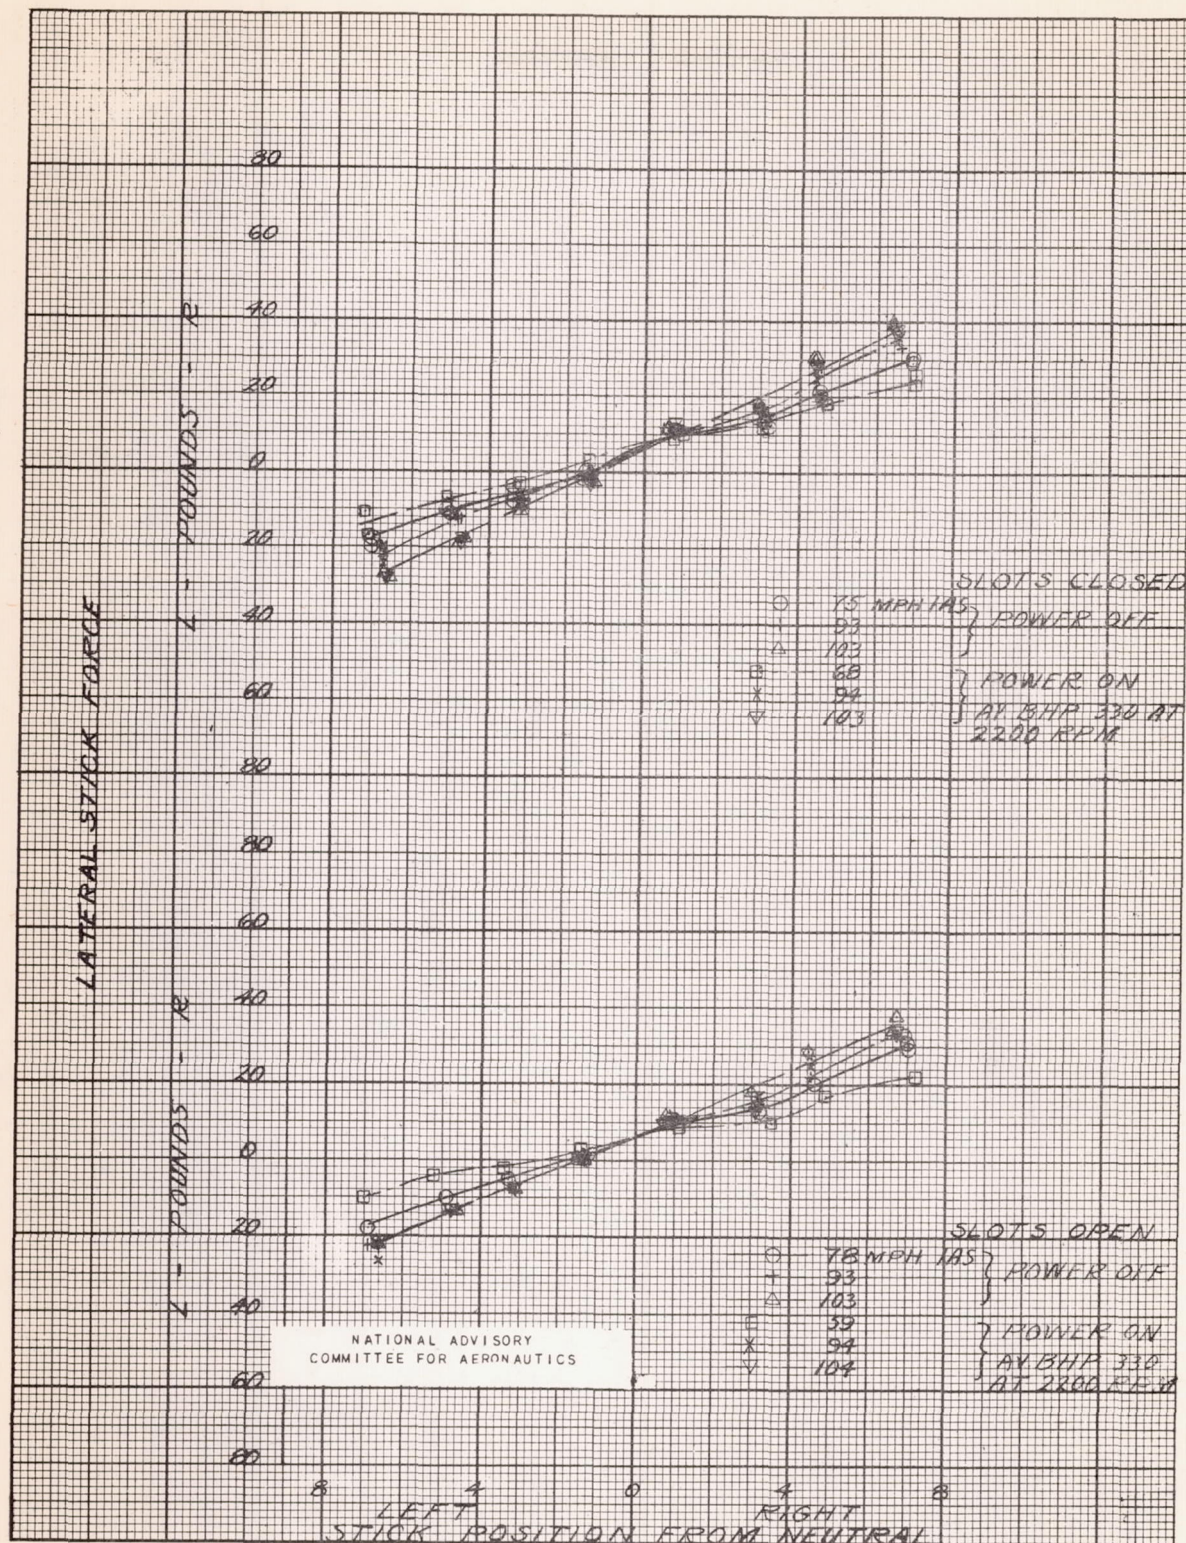 LATERAL STICK FORCE
L - POUNDS - R
80
60
40
20
0
20
40
60
80
SLOTS CLOSED
○ 75 MPH IAS } POWER OFF
+ 93
△ 103
□ 68 } POWER ON
× 94 AV BHP 330 AT
▽ 103 2200 RPM
L - POUNDS - R
80
60
40
20
0
20
40
60
80
SLOTS OPEN
○ 78 MPH IAS } POWER OFF
+ 93
△ 103
□ 59 } POWER ON
× 94 AV BHP 330
▽ 104 AT 2200 RPM
NATIONAL ADVISORY
COMMITTEE FOR AERONAUTICS
8 4 0 4 8
LEFT RIGHT
STICK POSITION FROM NEUTRAL